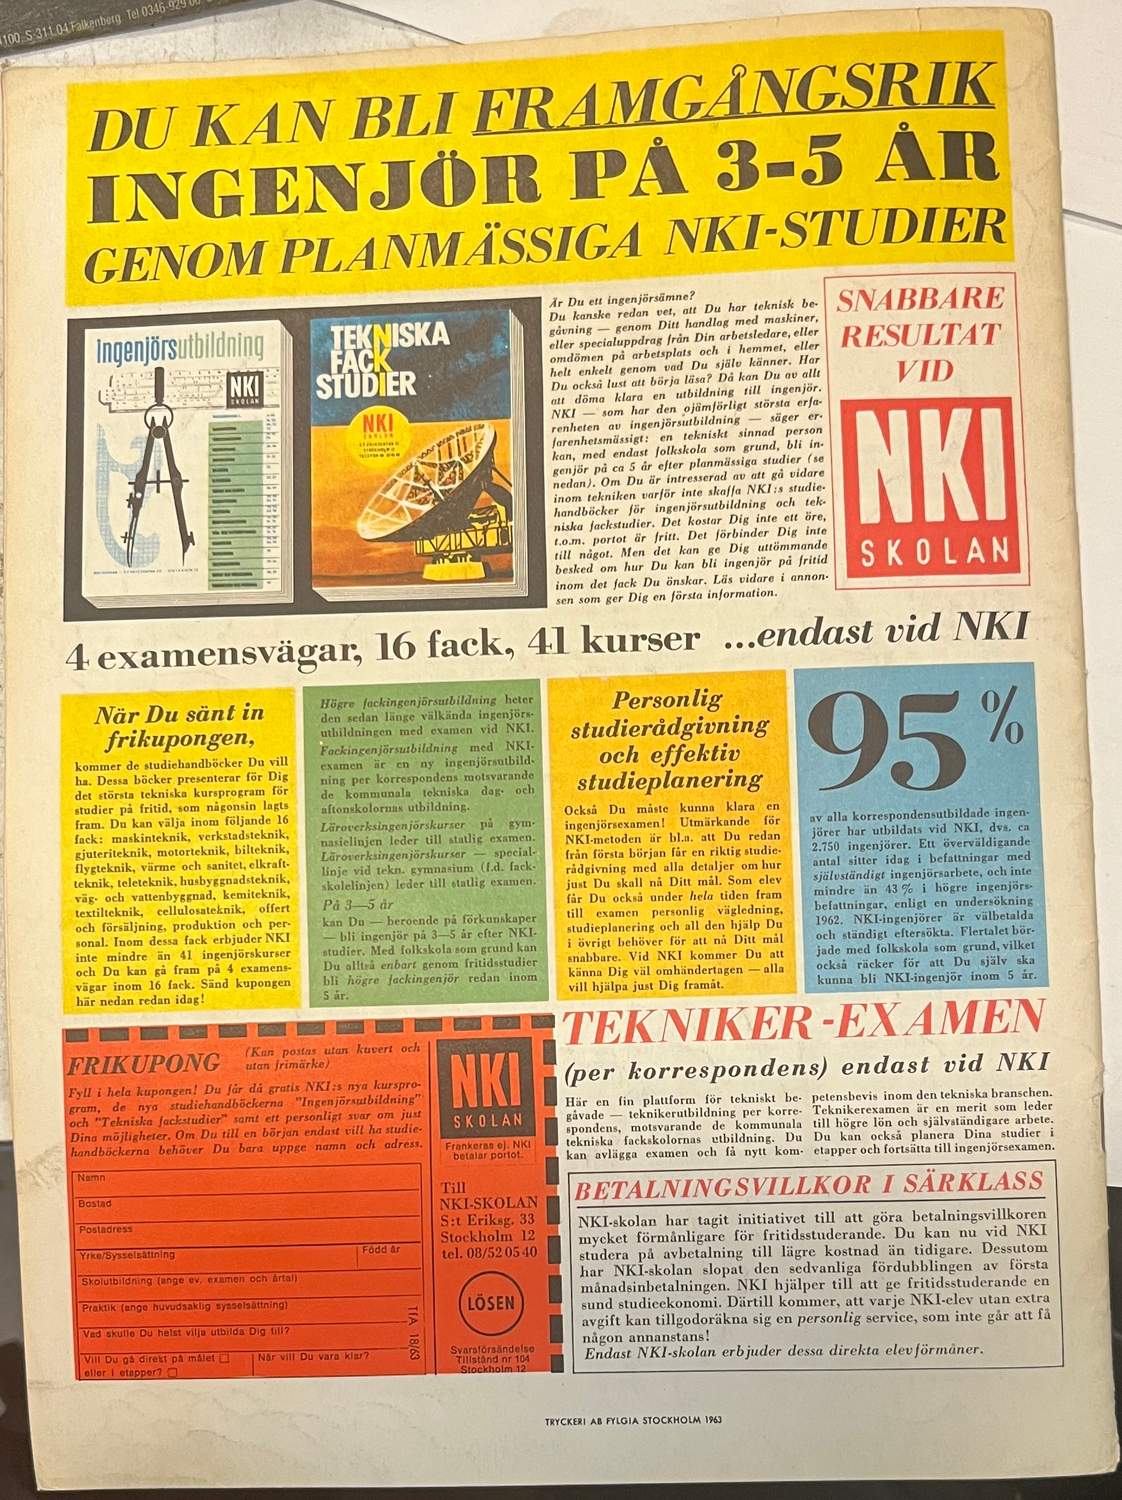 100, S-311 04 Falkenberg. Tel 0346-929 00
DU KAN BLI FRAMGÅNGSRIK
INGENJÖR PÅ 3-5 ÅR
GENOM PLANMÄSSIGA NKI-STUDIER
Ingenjörsutbildning
NKI
SKOLAN
TEKNISKA
FACK
STUDIER
NKI
SKOLAN
Är Du ett ingenjörsämne?
Du kanske redan vet, att Du har teknisk be-
gåvning — genom Ditt handlag med maskiner,
eller specialuppdrag från Din arbetsledare, eller
omdömen på arbetsplats och i hemmet, eller
helt enkelt genom vad Du själv känner. Har
Du också lust att börja läsa? Då kan Du av allt
att döma klara en utbildning till ingenjör.
NKI — som har den ojämförligt största erfa-
renheten av ingenjörsutbildning — säger er-
farenhetsmässigt: en tekniskt sinnad person
kan, med endast folkskola som grund, bli in-
genjör på ca 5 år efter planmässiga studier (se
nedan). Om Du är intresserad av att gå vidare
inom tekniken varför inte skaffa NKI:s studie-
handböcker för ingenjörsutbildning och tek-
niska fackstudier. Det kostar Dig inte ett öre,
t.o.m. portot är fritt. Det förbinder Dig inte
till något. Men det kan ge Dig uttömmande
besked om hur Du kan bli ingenjör på fritid
inom det fack Du önskar. Läs vidare i annon-
sen som ger Dig en första information.
SNABBARE
RESULTAT
VID
NKI
SKOLAN
4 examensvägar, 16 fack, 41 kurser ...endast vid NKI
När Du sänt in
frikupongen,
kommer de studiehandböcker Du vill
ha. Dessa böcker presenterar för Dig
det största tekniska kursprogram för
studier på fritid, som någonsin lagts
fram. Du kan välja inom följande 16
fack: maskinteknik, verkstadsteknik,
gjuteriteknik, motorteknik, bilteknik,
flygteknik, värme och sanitet, elkraft-
teknik, teleteknik, husbyggnadsteknik,
väg- och vattenbyggnad, kemiteknik,
textilteknik, cellulosateknik, offert
och försäljning, produktion och per-
sonal. Inom dessa fack erbjuder NKI
inte mindre än 41 ingenjörskurser
och Du kan gå fram på 4 examens-
vägar inom 16 fack. Sänd kupongen
här nedan redan idag!
Högre fackingenjörsutbildning heter
den sedan länge välkända ingenjörs-
utbildningen med examen vid NKI.
Fackingenjörsutbildning med NKI-
examen är en ny ingenjörsutbild-
ning per korrespondens motsvarande
de kommunala tekniska dag- och
aftonskolornas utbildning.
Läroverksingenjörskurser på gym-
nasielinjen leder till statlig examen.
Läroverksingenjörskurser — special-
linje vid tekn. gymnasium (f.d. fack-
skolelinjen) leder till statlig examen.
På 3—5 år
kan Du — beroende på förkunskaper
— bli ingenjör på 3—5 år efter NKI-
studier. Med folkskola som grund kan
Du alltså enbart genom fritidsstudier
bli högre fackingenjör redan inom
5 år.
Personlig
studierådgivning
och effektiv
studieplanering
Också Du måste kunna klara en
ingenjörsexamen! Utmärkande för
NKI-metoden är bl.a. att Du redan
från första början får en riktig studie-
rådgivning med alla detaljer om hur
just Du skall nå Ditt mål. Som elev
får Du också under hela tiden fram
till examen personlig vägledning,
studieplanering och all den hjälp Du
i övrigt behöver för att nå Ditt mål
snabbare. Vid NKI kommer Du att
känna Dig väl omhändertagen — alla
vill hjälpa just Dig framåt.
95%
av alla korrespondensutbildade ingen-
jörer har utbildats vid NKI, dvs. ca
2.750 ingenjörer. Ett överväldigande
antal sitter idag i befattningar med
självständigt ingenjörsarbete, och inte
mindre än 43 % i högre ingenjörs-
befattningar, enligt en undersökning
1962. NKI-ingenjörer är välbetalda
och ständigt eftersökta. Flertalet bör-
jade med folkskola som grund, vilket
också räcker för att Du själv ska
kunna bli NKI-ingenjör inom 5 år.
FRIKUPONG
(Kan postas utan kuvert och
utan frimärke)
Fyll i hela kupongen! Du får då gratis NKI:s nya kurspro-
gram, de nya studiehandböckerna "Ingenjörsutbildning"
och "Tekniska fackstudier" samt ett personligt svar om just
Dina möjligheter. Om Du till en början endast vill ha studie-
handböckerna behöver Du bara uppge namn och adress.
Namn
Bostad
Postadress
Yrke/Sysselsättning
Född år
Skolutbildning (ange ev. examen och årtal)
Praktik (ange huvudsaklig sysselsättning)
Vad skulle Du helst vilja utbilda Dig till?
Vill Du gå direkt på målet
eller i etapper?
När vill Du vara klar?
TfA 18/63
NKI
SKOLAN
Frankeras ej. NKI
betalar portot.
Till
NKI-SKOLAN
S:t Eriksg. 33
Stockholm 12
tel. 08/52 05 40
LÖSEN
Svarsförsändelse
Tillstånd nr 104
Stockholm 12
TEKNIKER-EXAMEN
(per korrespondens) endast vid NKI
Här en fin plattform för tekniskt be-
gåvade — teknikerutbildning per korre-
spondens, motsvarande de kommunala
tekniska fackskolornas utbildning. Du
kan avlägga examen och få nytt kom-
petensbevis inom den tekniska branschen.
Teknikerexamen är en merit som leder
till högre lön och självständigare arbete.
Du kan också planera Dina studier i
etapper och fortsätta till ingenjörsexamen.
BETALNINGSVILLKOR I SÄRKLASS
NKI-skolan har tagit initiativet till att göra betalningsvillkoren
mycket förmånligare för fritidsstuderande. Du kan nu vid NKI
studera på avbetalning till lägre kostnad än tidigare. Dessutom
har NKI-skolan slopat den sedvanliga fördubblingen av första
månadsinbetalningen. NKI hjälper till att ge fritidsstuderande en
sund studieekonomi. Därtill kommer, att varje NKI-elev utan extra
avgift kan tillgodoräkna sig en personlig service, som inte går att få
någon annanstans!
Endast NKI-skolan erbjuder dessa direkta elevförmåner.
TRYCKERI AB FYLGIA STOCKHOLM 1963